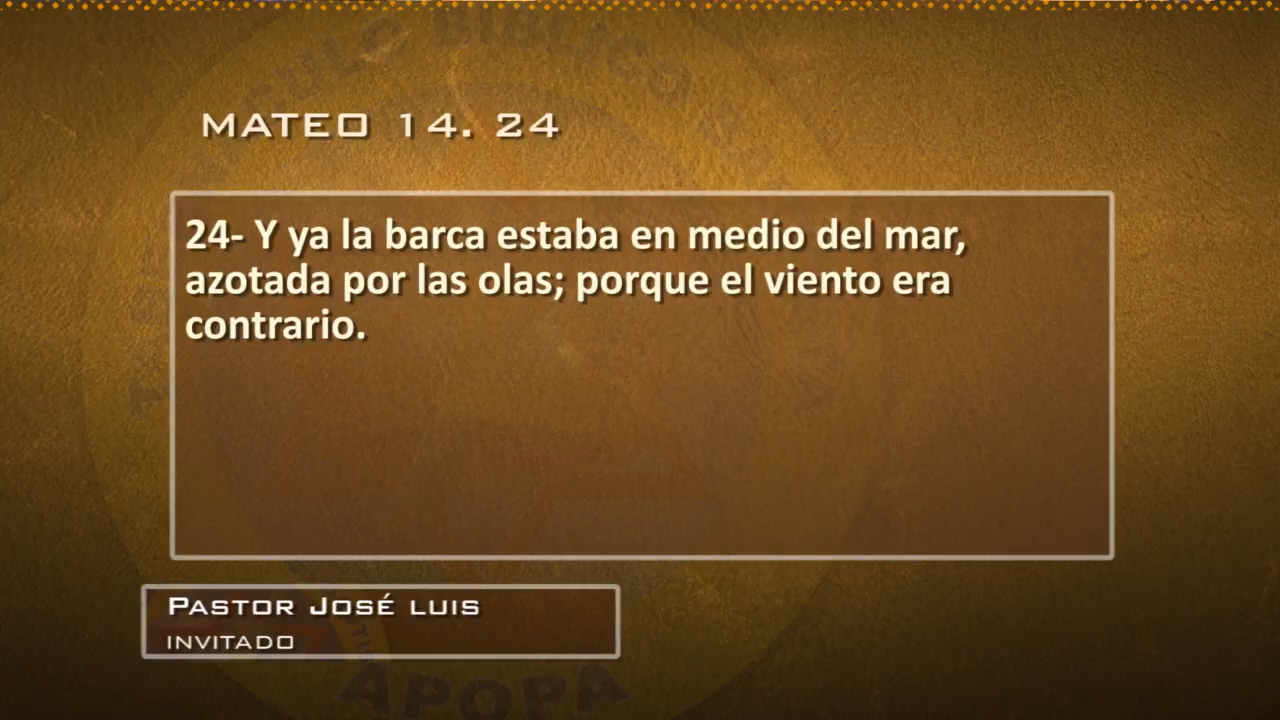 MATEO 14. 24
24- Y ya la barca estaba en medio del mar,
azotada por las olas; porque el viento era
contrario.
PASTOR JOSÉ LUIS
INVITADO
APOPA